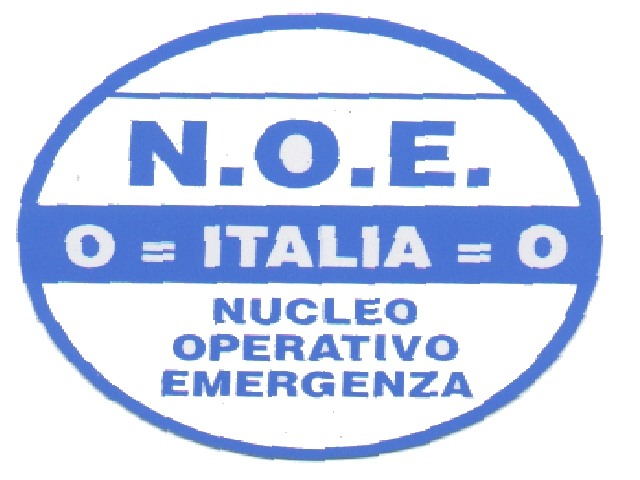 N.O.E.
O = ITALIA = O
NUCLEO
OPERATIVO
EMERGENZA